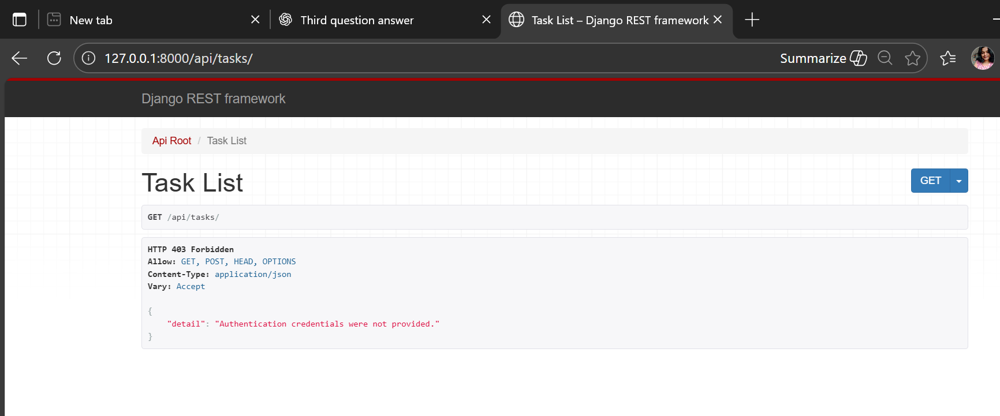 New tab
Third question answer
Task List – Django REST framework
127.0.0.1:8000/api/tasks/
Summarize
Django REST framework
Api Root / Task List
Task List
GET
GET /api/tasks/
HTTP 403 Forbidden
Allow: GET, POST, HEAD, OPTIONS
Content-Type: application/json
Vary: Accept
{
    "detail": "Authentication credentials were not provided."
}